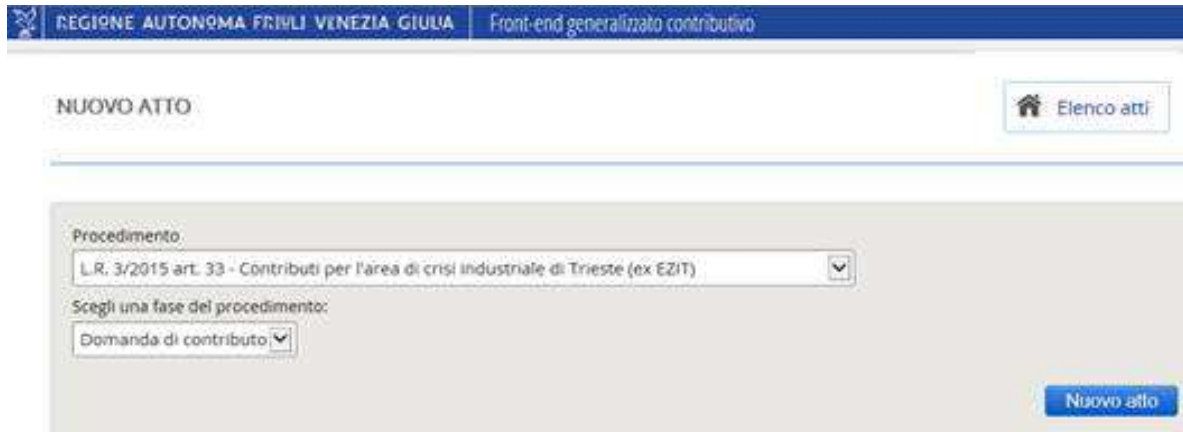 REGIONE AUTONOMA FRIULI VENEZIA GIULIA Front-end generalizzato contributivo
NUOVO ATTO
Elenco atti
Procedimento
L.R. 3/2015 art. 33 - Contributi per l'area di crisi industriale di Trieste (ex EZIT)
Scegli una fase del procedimento:
Domanda di contributo
Nuovo atto